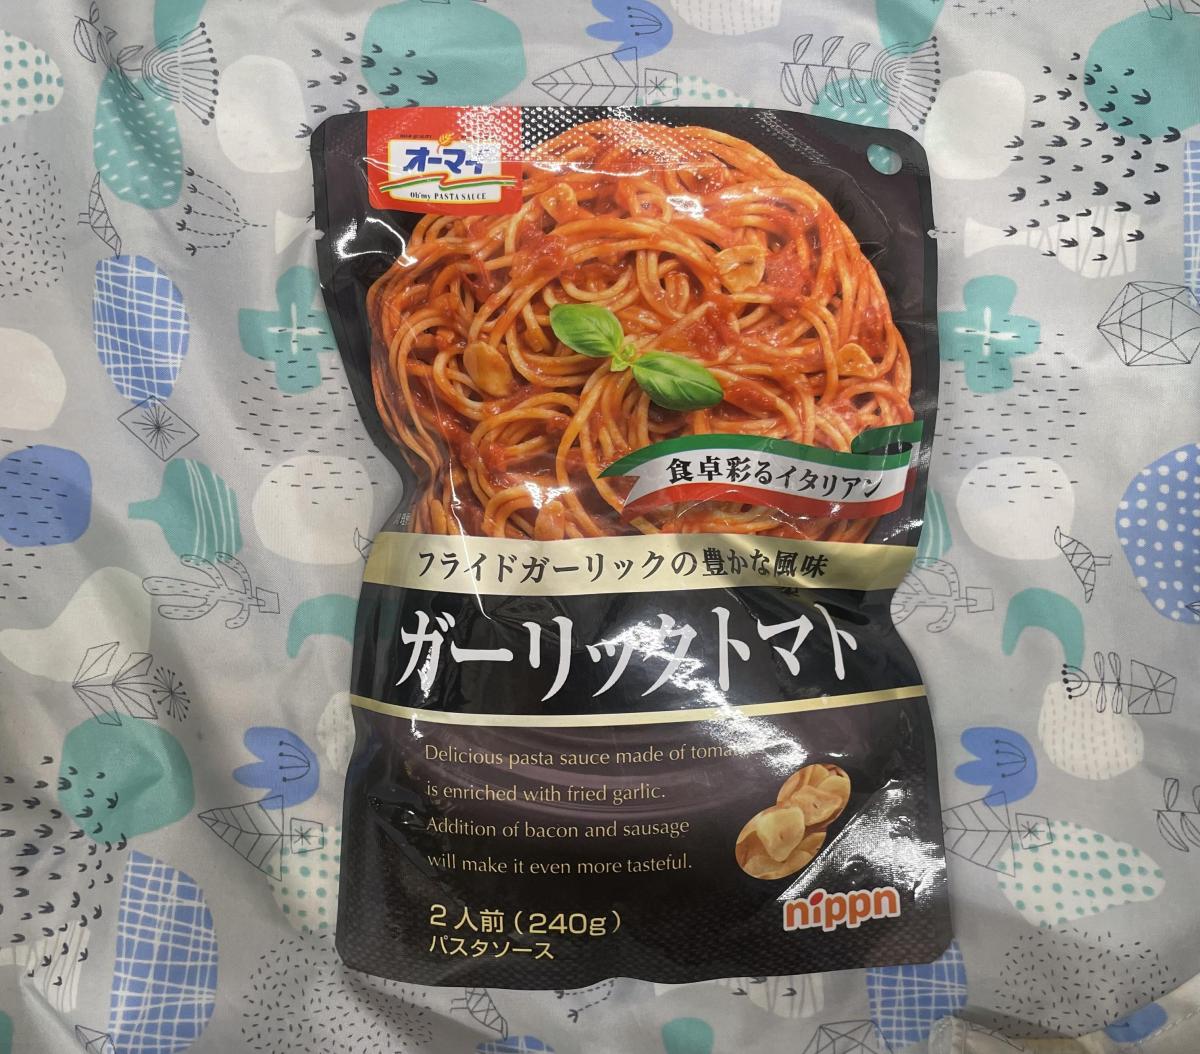 オーマイ
Oh'my PASTA SAUCE
食卓彩るイタリアン
フライドガーリックの豊かな風味
ガーリックトマト
Delicious pasta sauce made of
is enriched with fried garlic.
Addition of bacon and sausage
will make it even more tasteful.
2人前(240g)
パスタソース
nippn